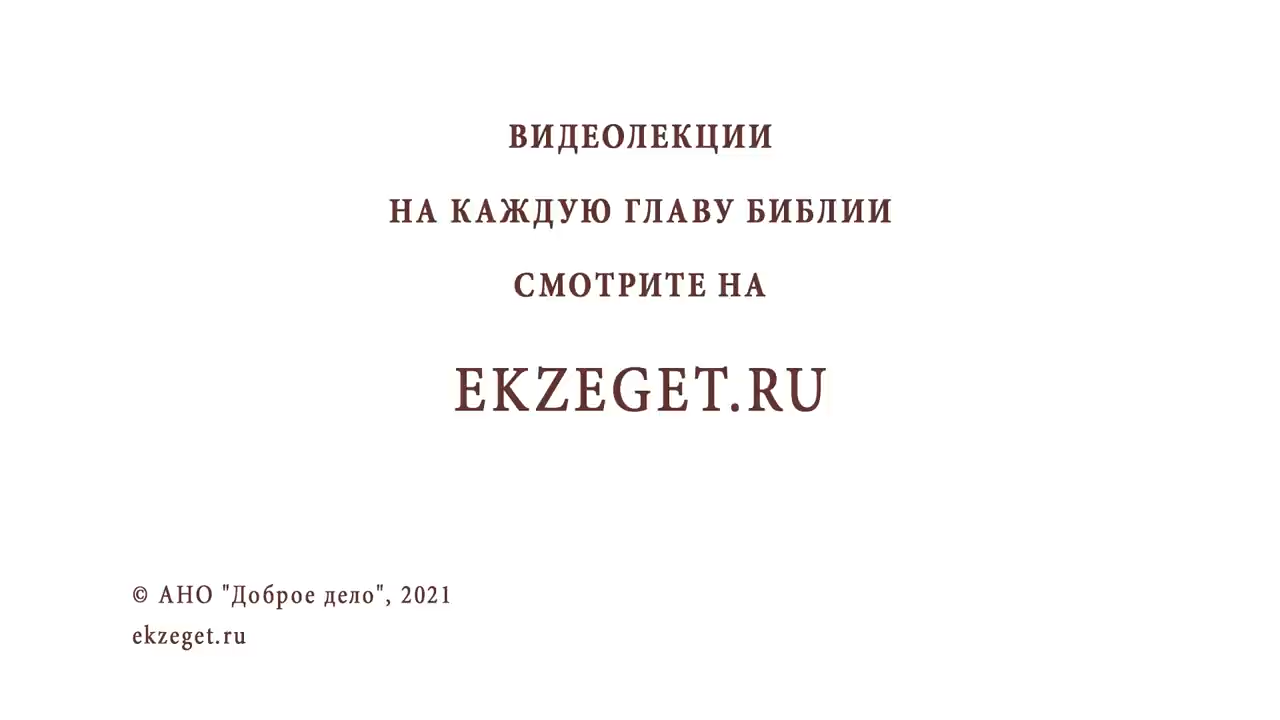 ВИДЕОЛЕКЦИИ
НА КАЖДУЮ ГЛАВУ БИБЛИИ
СМОТРИТЕ НА
EKZEGET.RU
© АНО "Доброе дело", 2021
ekzeget.ru